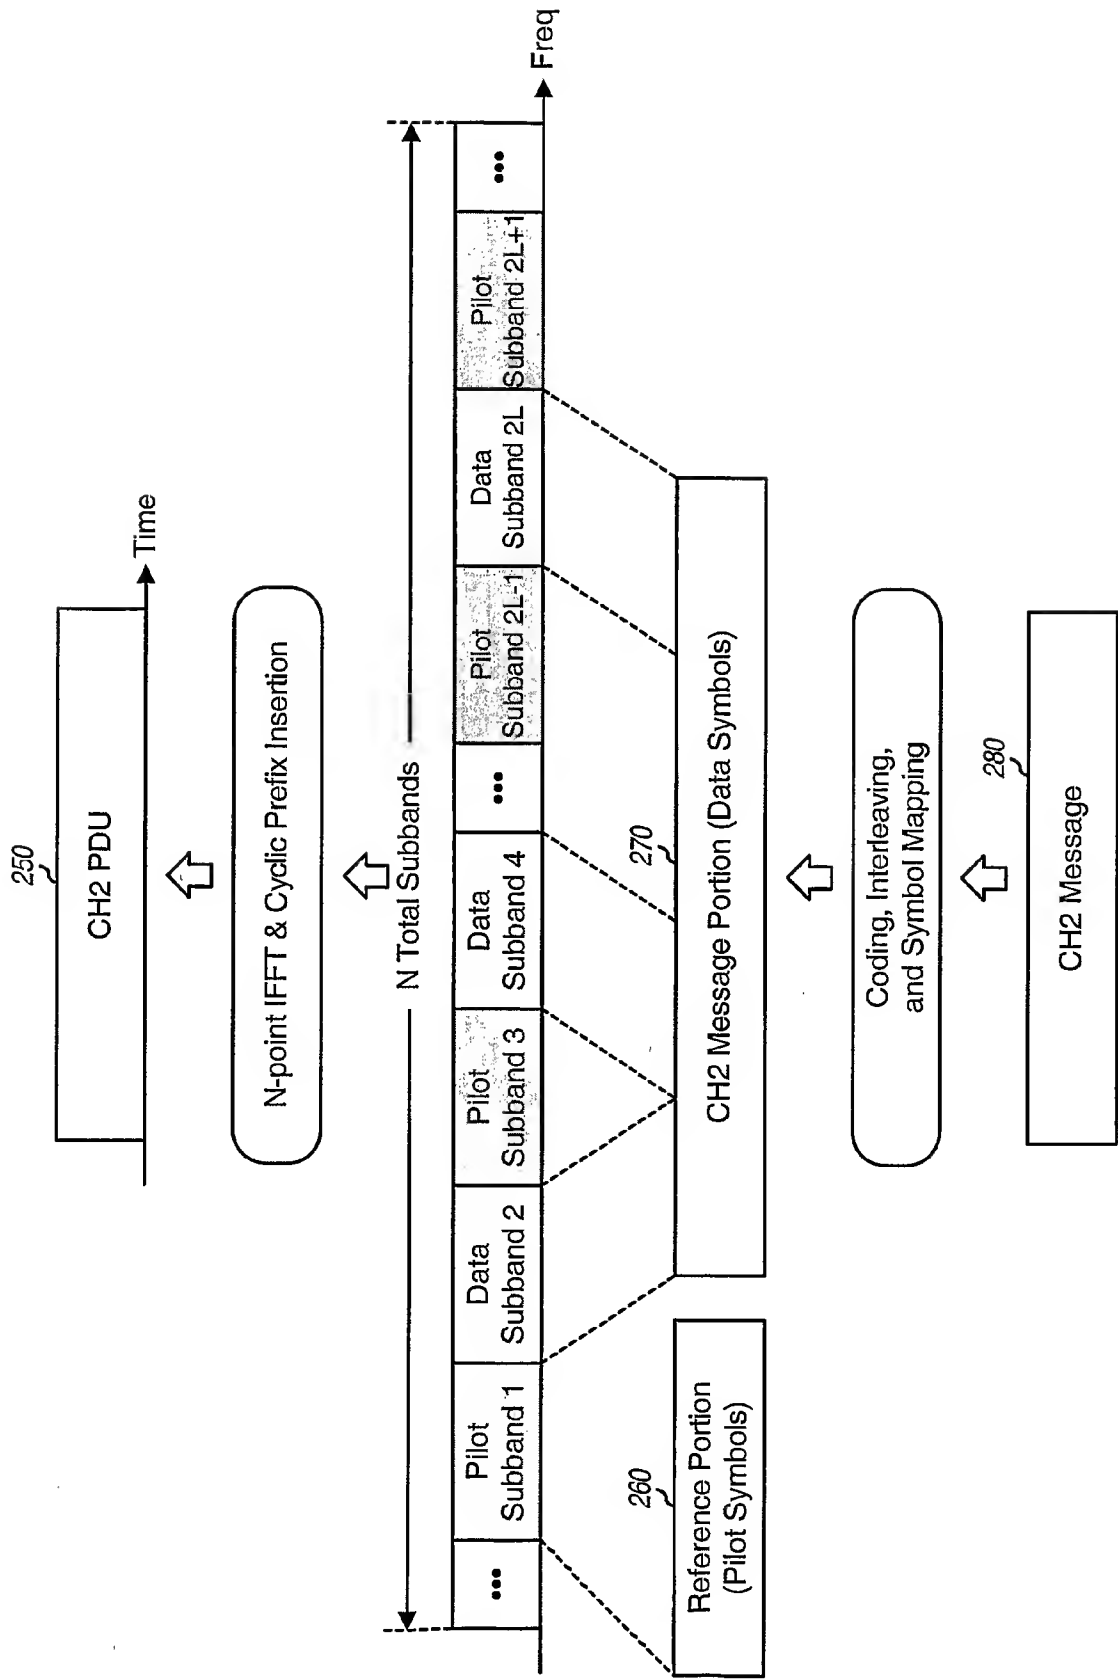 250
CH2 PDU
Time
N-point IFFT & Cyclic Prefix Insertion
N Total Subbands
•••
Pilot
Subband 1
Data
Subband 2
Pilot
Subband 3
Data
Subband 4
•••
Pilot
Subband 2L-1
Data
Subband 2L
Pilot
Subband 2L+1
•••
Freq
260
Reference Portion
(Pilot Symbols)
270
CH2 Message Portion (Data Symbols)
Coding, Interleaving,
and Symbol Mapping
280
CH2 Message